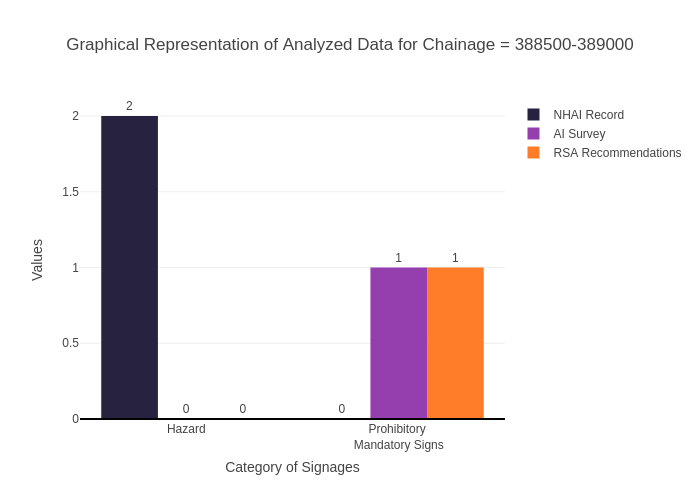 Graphical Representation of Analyzed Data for Chainage = 388500-389000
NHAI Record
AI Survey
RSA Recommendations
Values
2
1.5
1
0.5
0
2
0
0
0
1
1
Hazard
Prohibitory
Mandatory Signs
Category of Signages